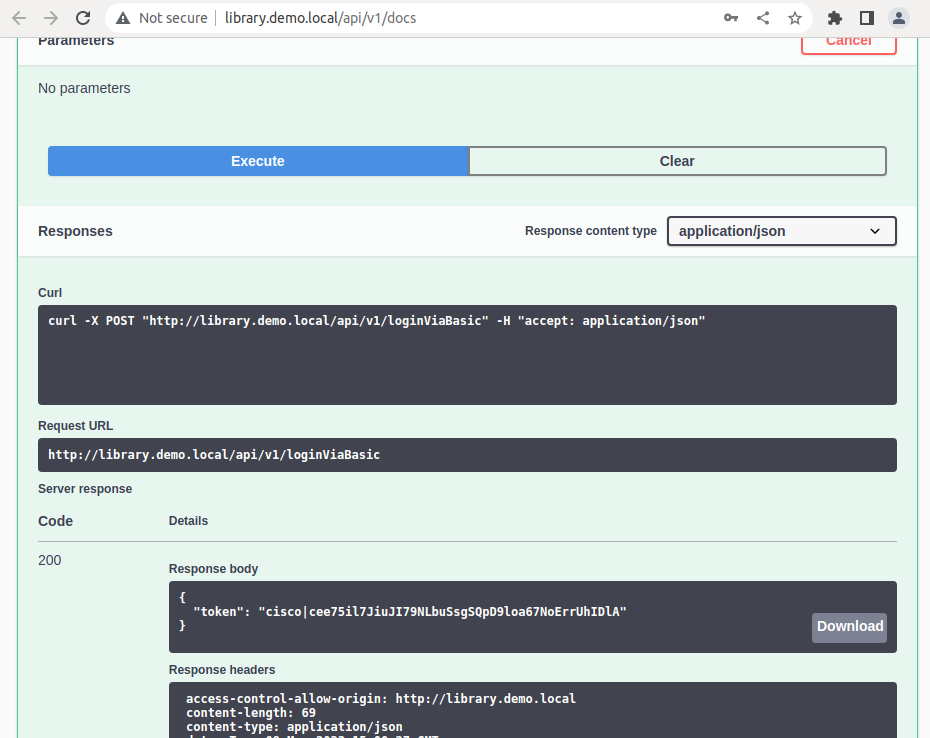 Not secure library.demo.local/api/v1/docs
Parameters
Cancel
No parameters
Execute
Clear
Responses
Response content type
application/json
Curl
curl -X POST "http://library.demo.local/api/v1/loginViaBasic" -H "accept: application/json"
Request URL
http://library.demo.local/api/v1/loginViaBasic
Server response
Code
Details
200
Response body
{
"token": "cisco|cee75il7JiuJI79NLbuSsgSQpD9loa67NoErrUhIDlA"
}
Download
Response headers
access-control-allow-origin: http://library.demo.local
content-length: 69
content-type: application/json